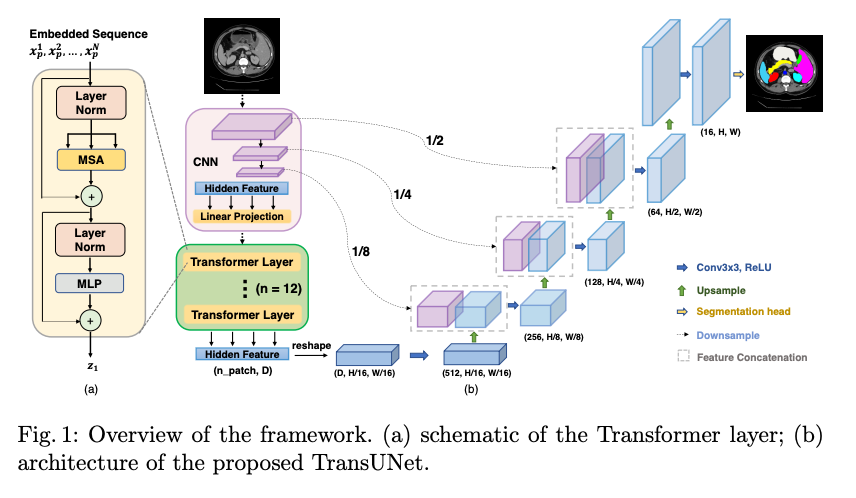 Embedded Sequence
x_p^1, x_p^2, ..., x_p^N
Layer
Norm
MSA
+
Layer
Norm
MLP
+
z_1
(a)
CNN
Hidden Feature
Linear Projection
Transformer Layer
(n = 12)
Transformer Layer
Hidden Feature
(n_patch, D)
reshape
(D, H/16, W/16)
(512, H/16, W/16)
(b)
1/2
1/4
1/8
(256, H/8, W/8)
(128, H/4, W/4)
(64, H/2, W/2)
(16, H, W)
Conv3x3, ReLU
Upsample
Segmentation head
Downsample
Feature Concatenation
Fig. 1: Overview of the framework. (a) schematic of the Transformer layer; (b)
architecture of the proposed TransUNet.